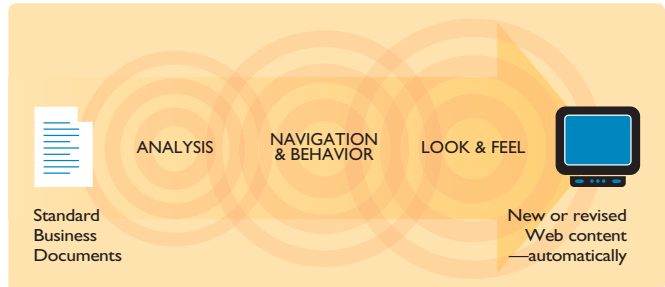 ANALYSIS
NAVIGATION
& BEHAVIOR
LOOK & FEEL
Standard
Business
Documents
New or revised
Web content
—automatically